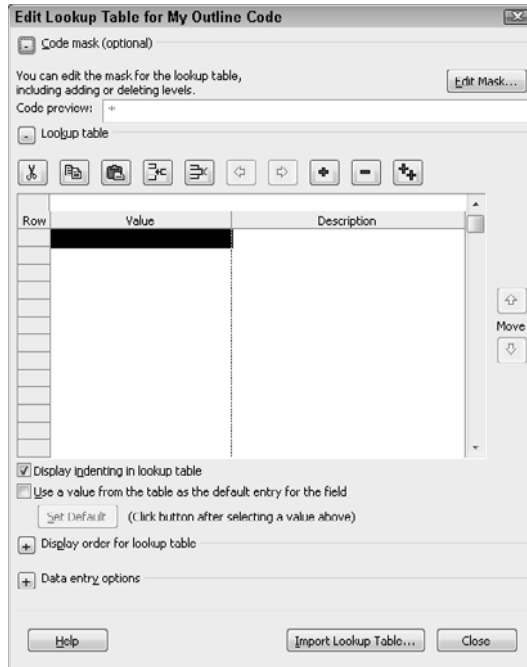 Edit Lookup Table for My Outline Code
Code mask (optional)
You can edit the mask for the lookup table,
including adding or deleting levels.
Edit Mask...
Code preview: *
Lookup table
Row Value Description
Move
Display indenting in lookup table
Use a value from the table as the default entry for the field
Set Default (Click button after selecting a value above)
Display order for lookup table
Data entry options
Help Import Lookup Table... Close